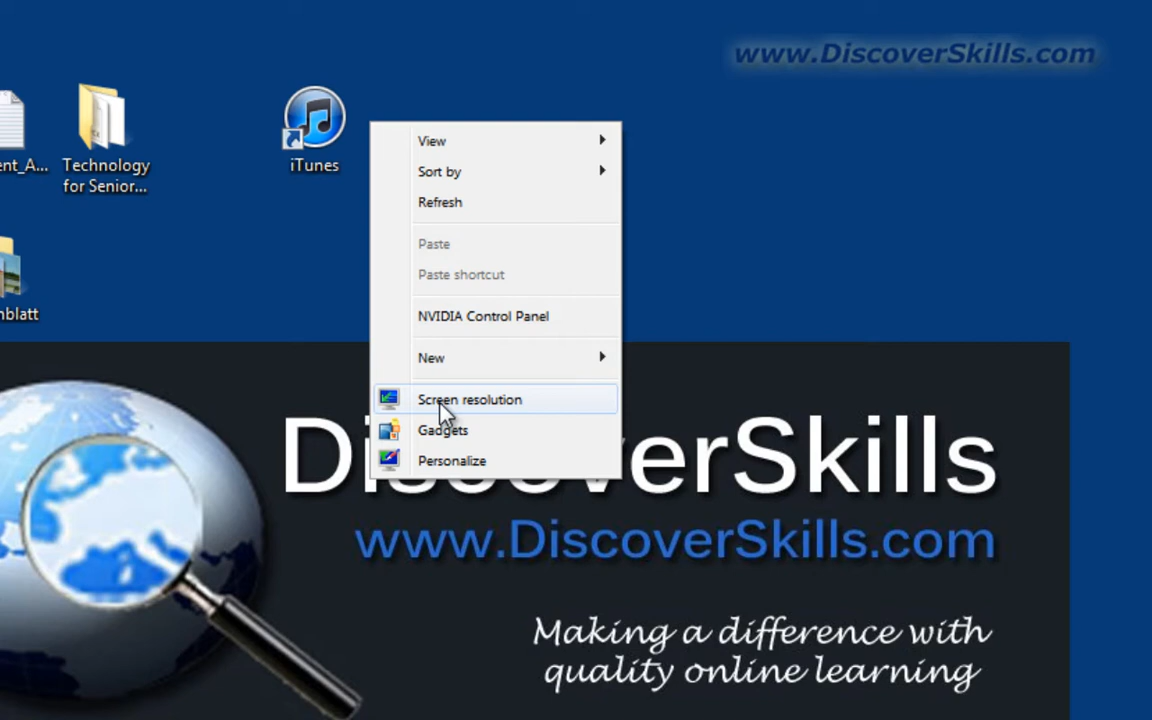 www.DiscoverSkills.com
ent_A...
Technology
for Senior...
iTunes
nblatt
View
Sort by
Refresh
Paste
Paste shortcut
NVIDIA Control Panel
New
Screen resolution
Gadgets
Personalize
D verSkills
www.DiscoverSkills.com
Making a difference with
quality online learning